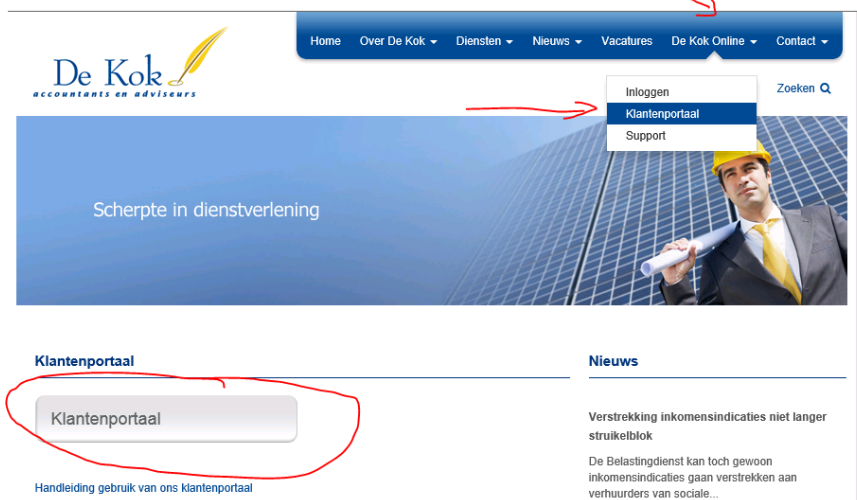 Home Over De Kok Diensten Nieuws Vacatures De Kok Online Contact
De Kok
accountants en adviseurs
Inloggen
Klantenportaal
Support
Zoeken
Scherpte in dienstverlening
Klantenportaal
Klantenportaal
Handleiding gebruik van ons klantenportaal
Nieuws
Verstrekking inkomensindicaties niet langer
struikelblok
De Belastingdienst kan toch gewoon
inkomensindicaties gaan verstrekken aan
verhuurders van sociale...